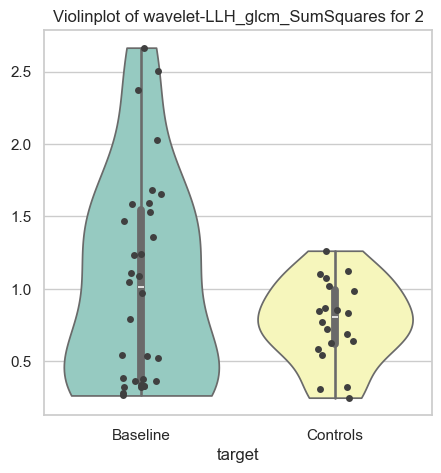 Violinplot of wavelet-LLH_glcm_SumSquares for 2
2.5
2.0
1.5
1.0
0.5
Baseline
Controls
target